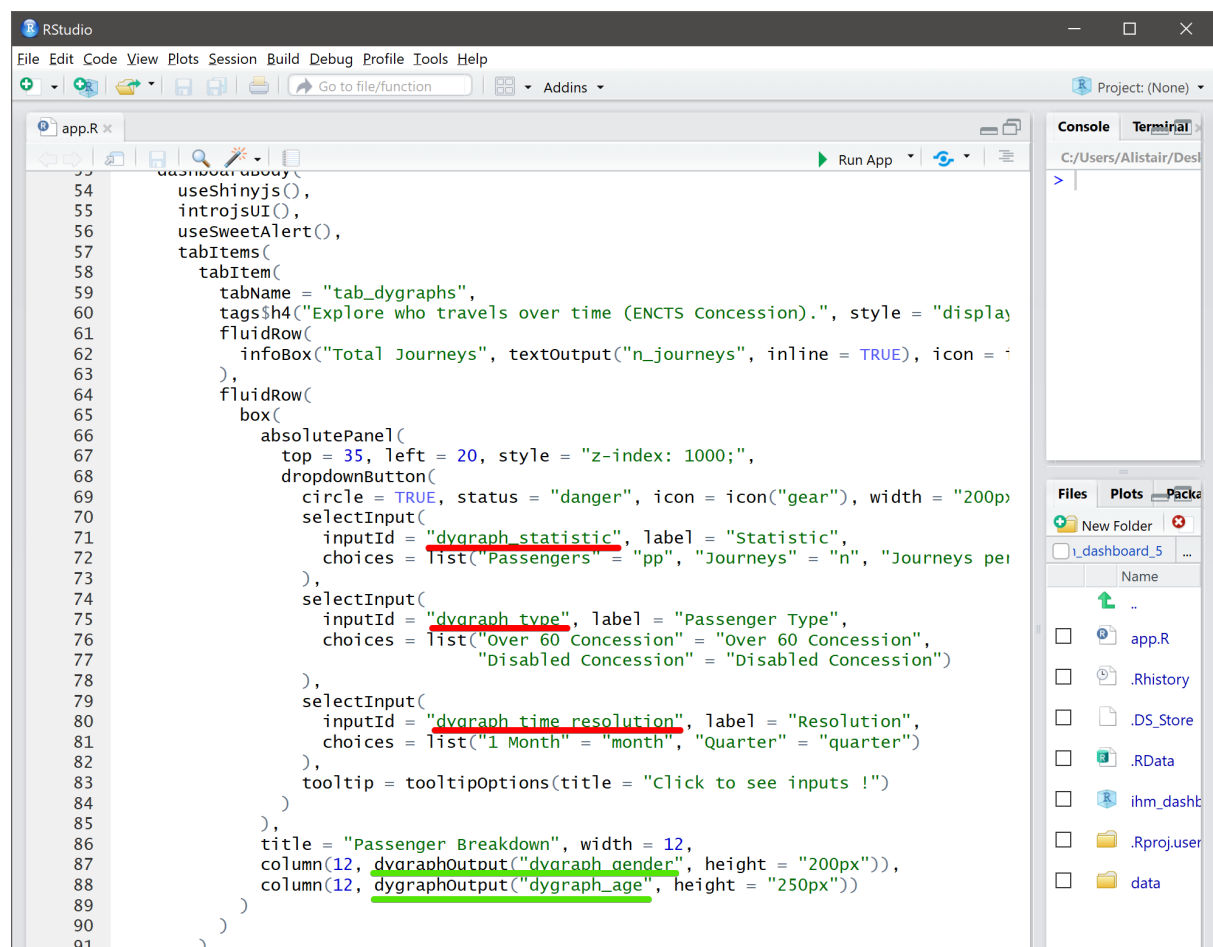 RStudio
File Edit Code View Plots Session Build Debug Profile Tools Help
Go to file/function
Addins
Project: (None)
app.R
Run App
53 dashboardBody(
54 useShinyjs(),
55 introjsUI(),
56 useSweetAlert(),
57 tabItems(
58 tabItem(
59 tabName = "tab_dygraphs",
60 tags$h4("Explore who travels over time (ENCTS Concession).", style = "display
61 fluidRow(
62 infoBox("Total Journeys", textOutput("n_journeys", inline = TRUE), icon =
63 ),
64 fluidRow(
65 box(
66 absolutePanel(
67 top = 35, left = 20, style = "z-index: 1000;",
68 dropdownButton(
69 circle = TRUE, status = "danger", icon = icon("gear"), width = "200px
70 selectInput(
71 inputId = "dygraph_statistic", label = "Statistic",
72 choices = list("Passengers" = "pp", "Journeys" = "n", "Journeys per
73 ),
74 selectInput(
75 inputId = "dygraph_type", label = "Passenger Type",
76 choices = list("Over 60 Concession" = "Over 60 Concession",
77 "Disabled Concession" = "Disabled Concession")
78 ),
79 selectInput(
80 inputId = "dygraph_time_resolution", label = "Resolution",
81 choices = list("1 Month" = "month", "Quarter" = "quarter")
82 ),
83 tooltip = tooltipOptions(title = "Click to see inputs !")
84 )
85 ),
86 title = "Passenger Breakdown", width = 12,
87 column(12, dygraphOutput("dygraph_gender", height = "200px")),
88 column(12, dygraphOutput("dygraph_age", height = "250px"))
89 )
90 )
91 )
Console Terminal
C:/Users/Alistair/Desl
>
Files Plots Packa
New Folder
_dashboard_5 ...
Name
..
app.R
.Rhistory
.DS_Store
.RData
ihm_dashb
.Rproj.user
data